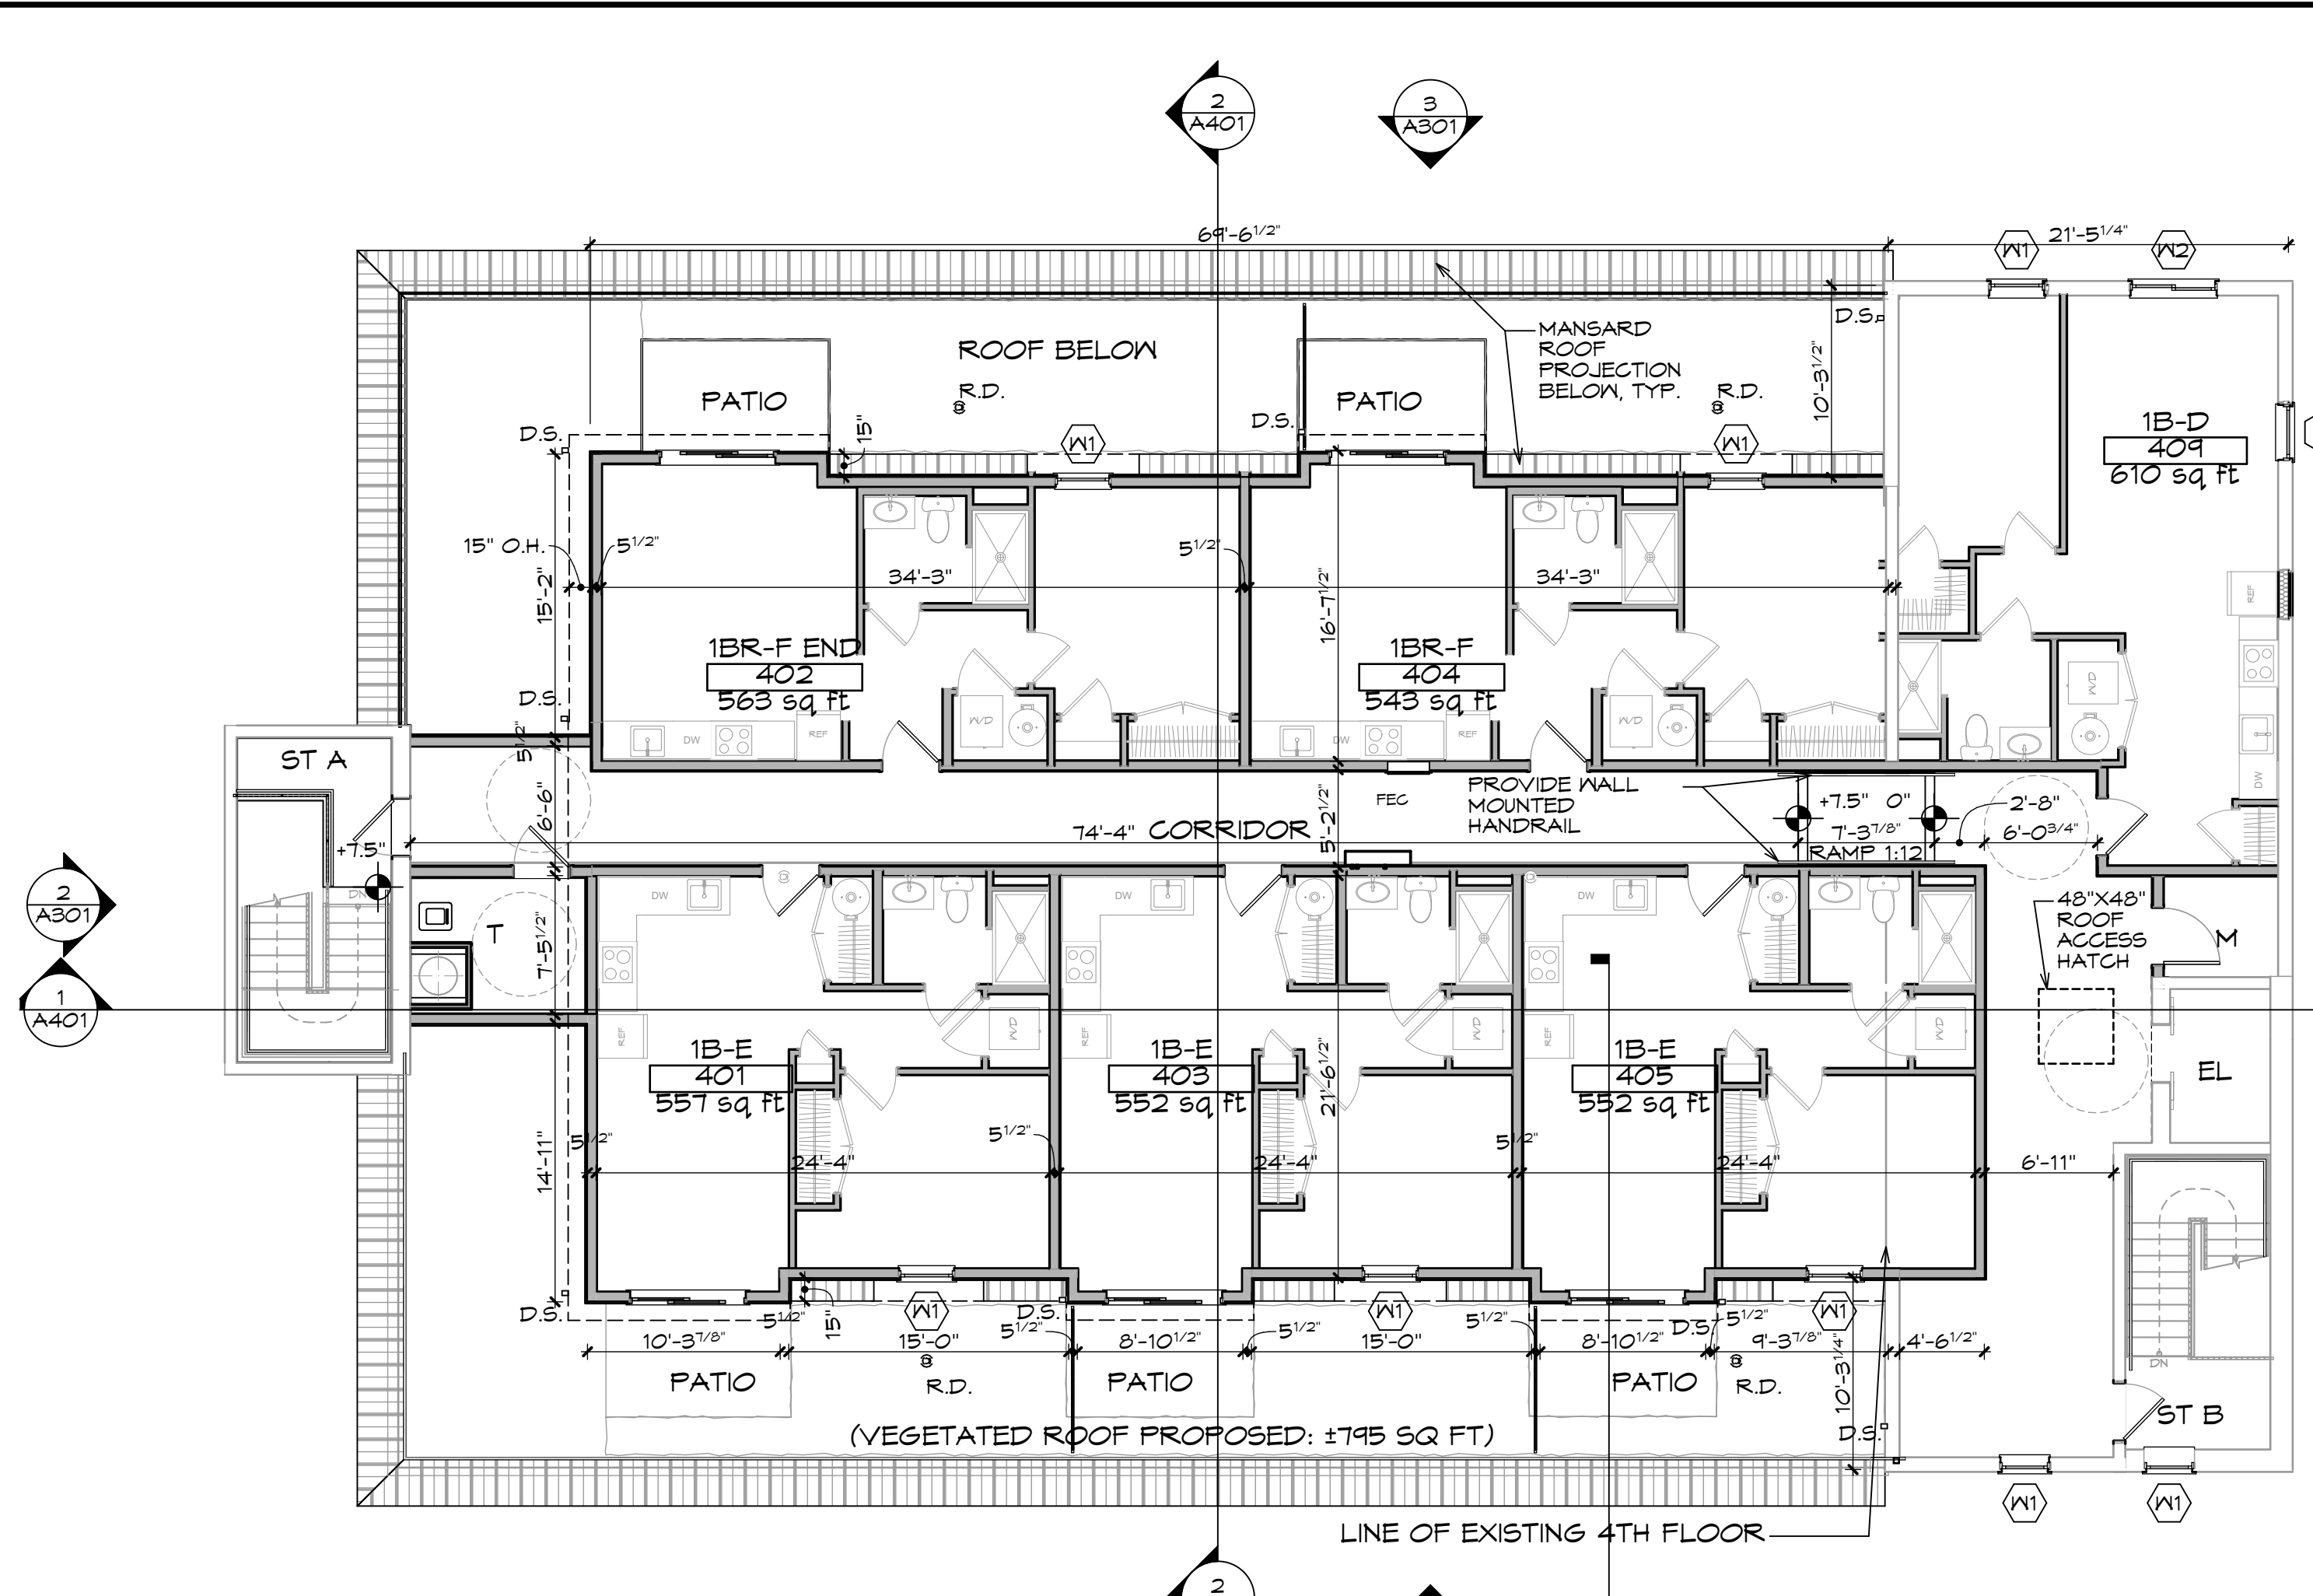 2
A401
3
A301
69'-6 1/2"
W1
21'-5 1/4"
W2
D.S.
MANSARD
ROOF
PROJECTION
BELOW, TYP.
ROOF BELOW
R.D.
R.D.
10'-3 1/2"
PATIO
PATIO
D.S.
15"
W1
D.S.
W1
1B-D
409
610 sq ft
15" O.H.
5 1/2"
5 1/2"
15'-2"
34'-3"
34'-3"
16'-7 1/2"
REF
1BR-F END
402
563 sq ft
1BR-F
404
543 sq ft
D.S.
W/D
W/D
W/D
DW
REF
DW
REF
5 1/2"
ST A
DW
FEC
PROVIDE WALL
MOUNTED
HANDRAIL
+7.5"
0"
2'-8"
6'-6"
74'-4"
CORRIDOR
5'-2 1/2"
7'-3 7/8"
6'-0 3/4"
RAMP 1:12
+7.5"
DN
2
A301
DW
DW
DW
48"X48"
ROOF
ACCESS
HATCH
T
M
7'-5 1/2"
1
A401
REF
W/D
REF
W/D
REF
W/D
1B-E
401
557 sq ft
1B-E
403
552 sq ft
1B-E
405
552 sq ft
EL
21'-6 1/2"
14'-11"
5 1/2"
5 1/2"
5 1/2"
24'-4"
24'-4"
24'-4"
6'-11"
D.S.
5 1/2"
15"
W1
D.S.
5 1/2"
5 1/2"
W1
5 1/2"
D.S.
5 1/2"
W1
10'-3 7/8"
15'-0"
8'-10 1/2"
15'-0"
8'-10 1/2"
9'-3 7/8"
4'-6 1/2"
10'-3 1/4"
DN
PATIO
R.D.
PATIO
PATIO
R.D.
ST B
(VEGETATED ROOF PROPOSED: ±795 SQ FT)
D.S.
W1
W1
LINE OF EXISTING 4TH FLOOR
2